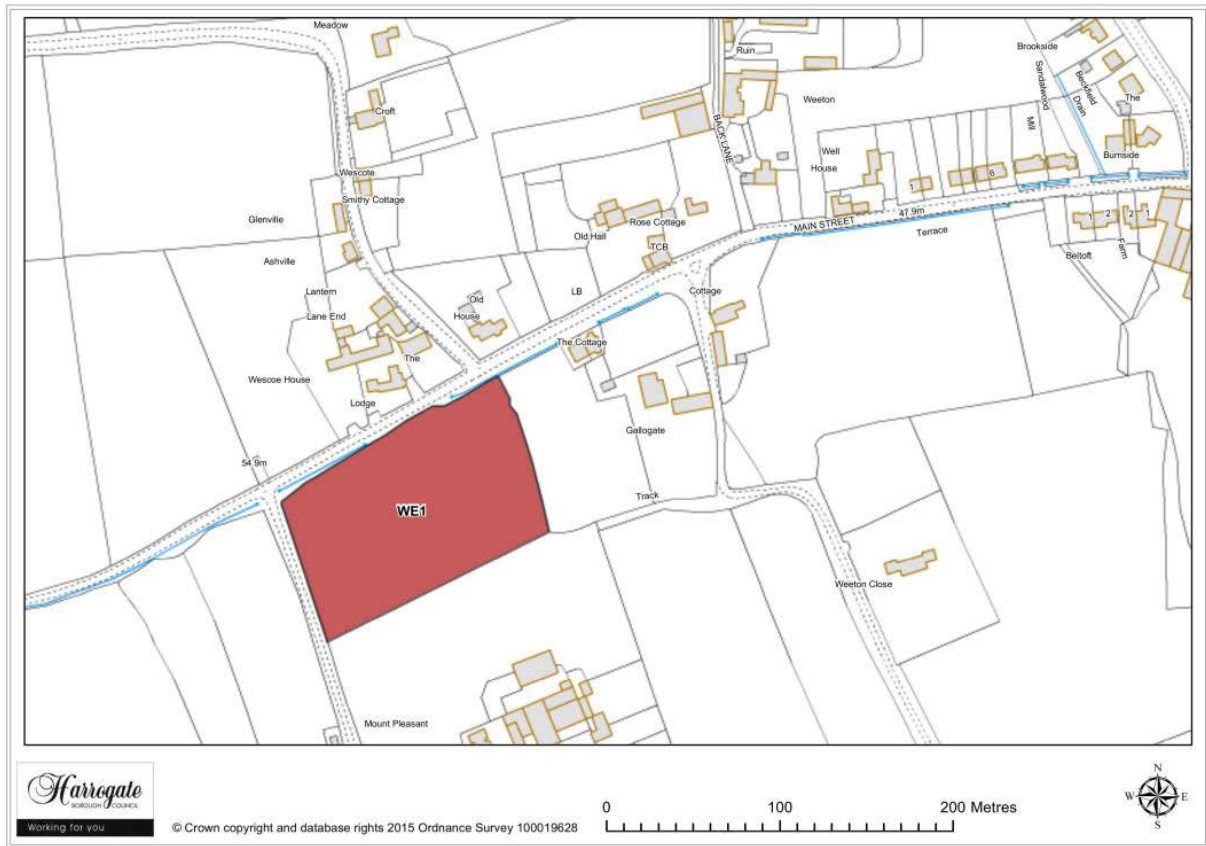 Meadow
Ruin
Brookside
Sandalwood
Beckfield
Drain
The
Weeton
Croft
BACK LANE
Mill
Well
House
Burnside
Wescote
Smithy Cottage
1
6
Glenville
Rose Cottage
Old Hall
MAIN STREET
47.9m
Terrace
1
2
2
1
TCB
Beltoft
Farm
Ashville
Lantern
Lane End
Old
House
LB
Cottage
The Cottage
The
Wescoe House
Lodge
Gallogate
54.9m
Track
WE1
Weeton Close
Mount Pleasant
Harrogate
BOROUGH COUNCIL
Working for you
© Crown copyright and database rights 2015 Ordnance Survey 100019628
0
100
200 Metres
N
W
E
S